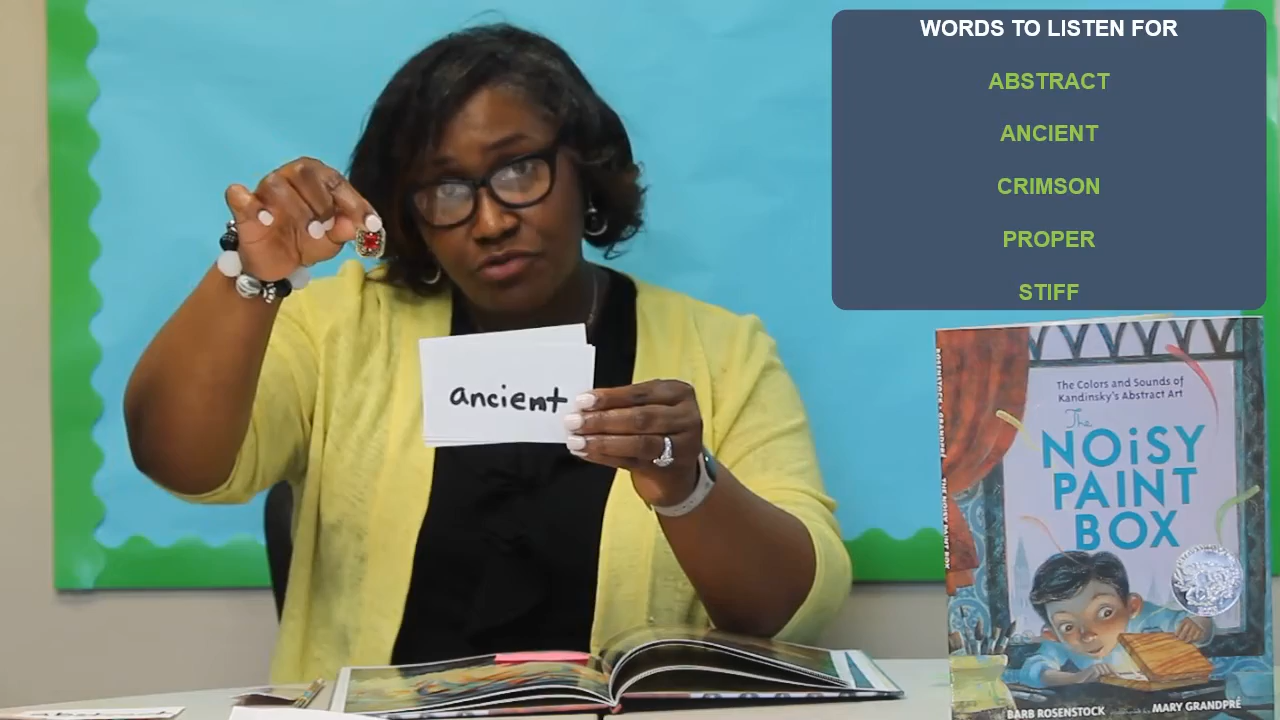 WORDS TO LISTEN FOR
ABSTRACT
ANCIENT
CRIMSON
PROPER
STIFF
ancient
The Colors and Sounds of
Kandinsky's Abstract Art
The
NOiSY
PAINT
BOX
BARB ROSENSTOCK
MARY GRANDPRÉ